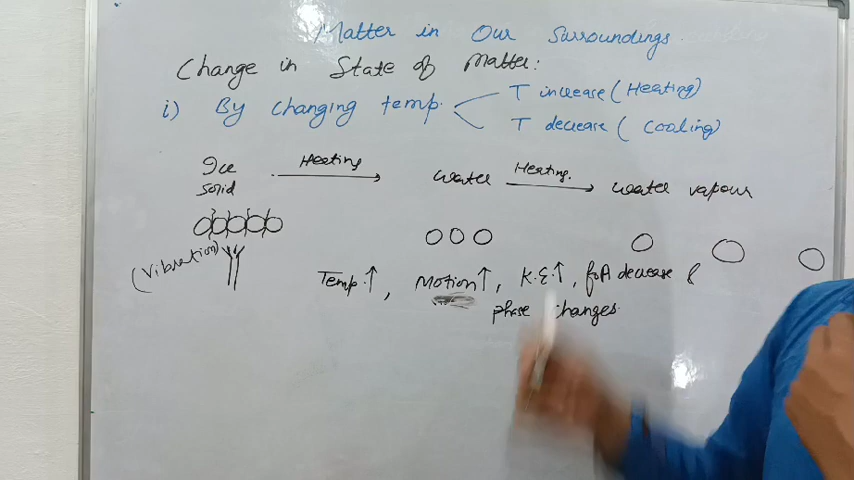 Matter in Our Surroundings
Change in State of Matter:
i) By changing temp.
T increase (Heating)
T decrease (Cooling)
Ice Heating Water Heating. Water vapour
Solid
(Vibration)
Temp.↑, Motion↑, K.E.↑, foA decrease &
phase changes.